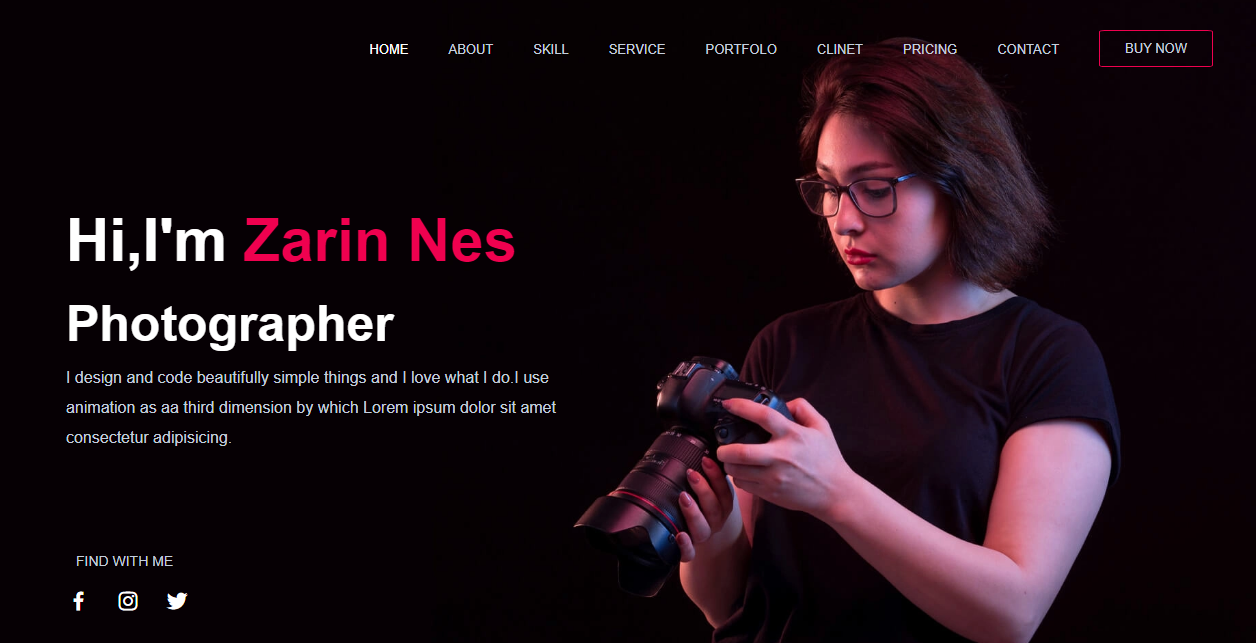 HOME ABOUT SKILL SERVICE PORTFOLO CLINET PRICING CONTACT BUY NOW
Hi,I'm Zarin Nes
Photographer
I design and code beautifully simple things and I love what I do.I use
animation as aa third dimension by which Lorem ipsum dolor sit amet
consectetur adipisicing.
FIND WITH ME